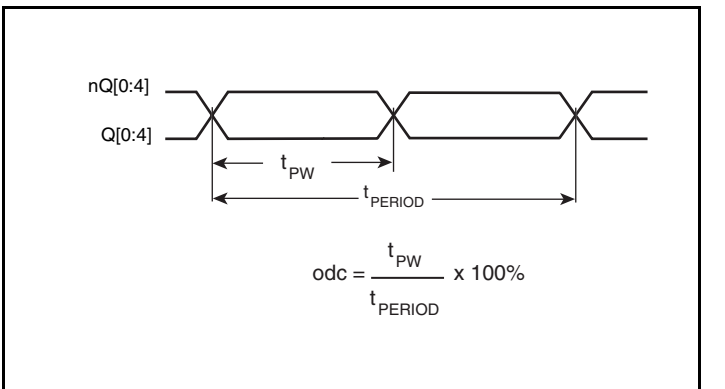 nQ[0:4]
Q[0:4]
tPW
tPERIOD
odc = tPW / tPERIOD x 100%